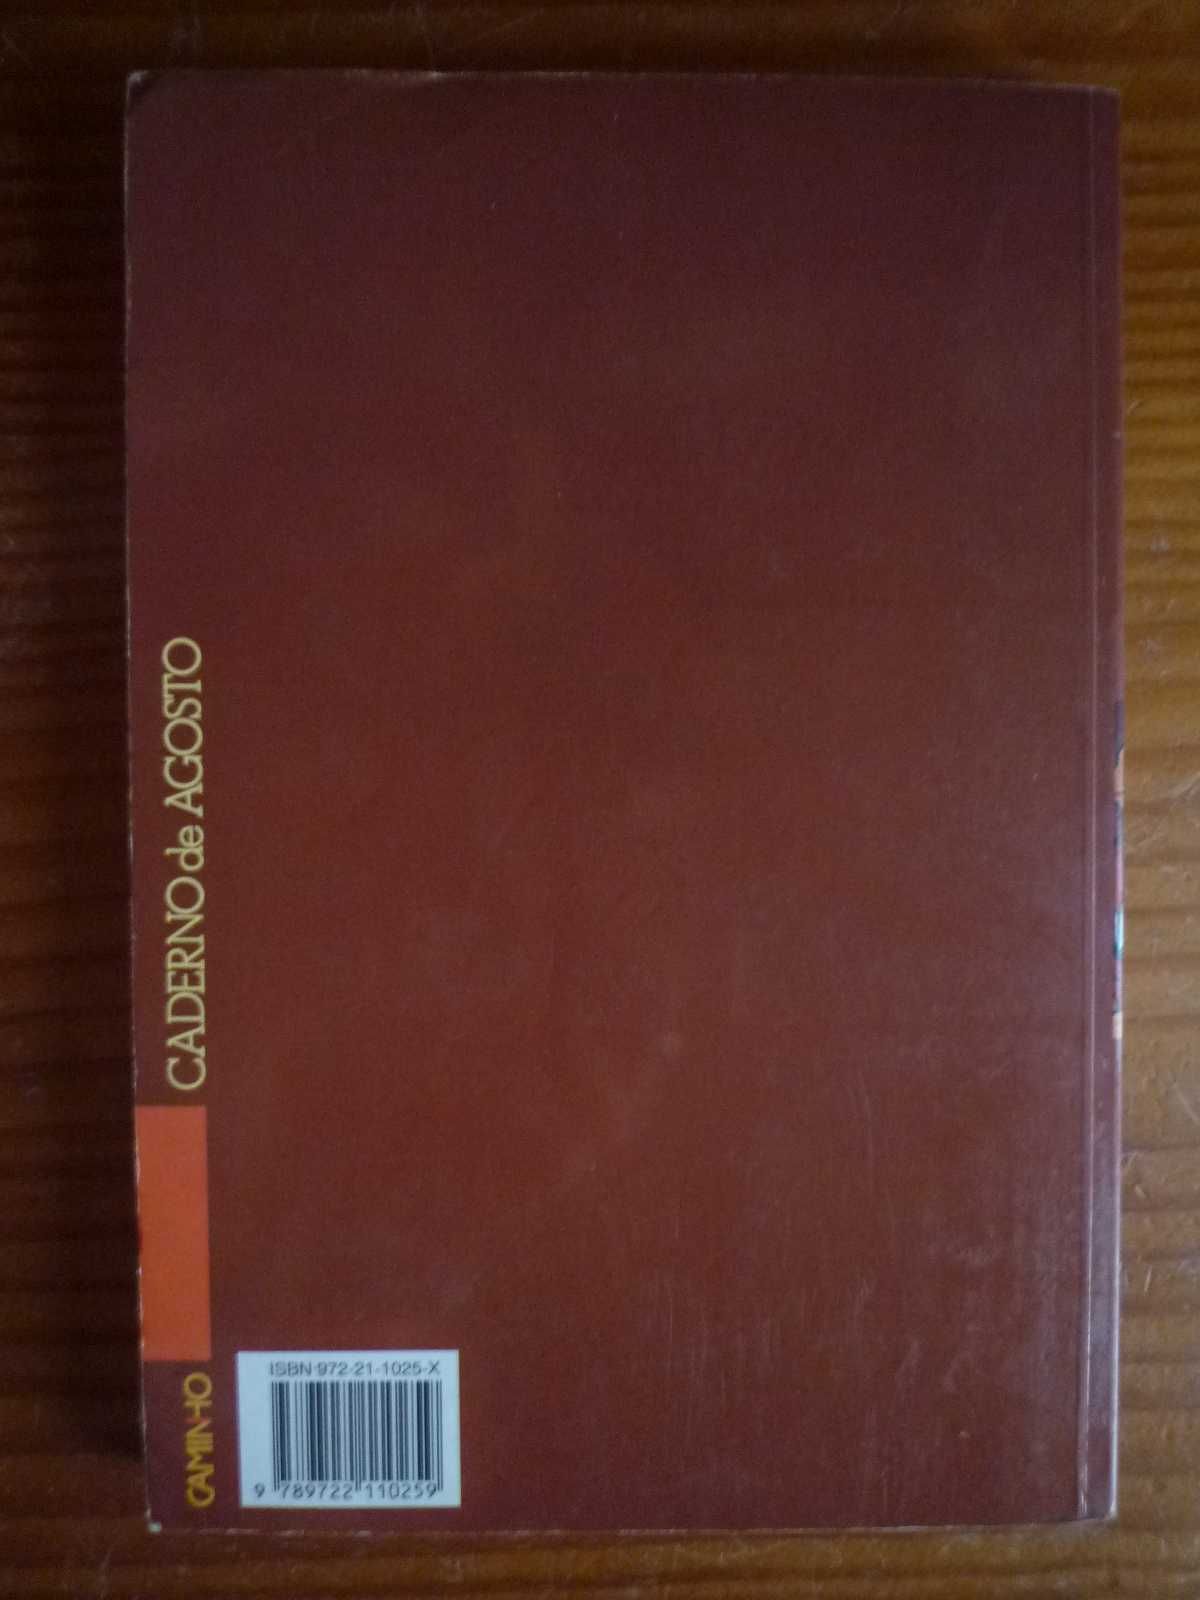 CADERNO de AGOSTO
CAMINHO
ISBN 972-21-1025-X
9 789722 110259